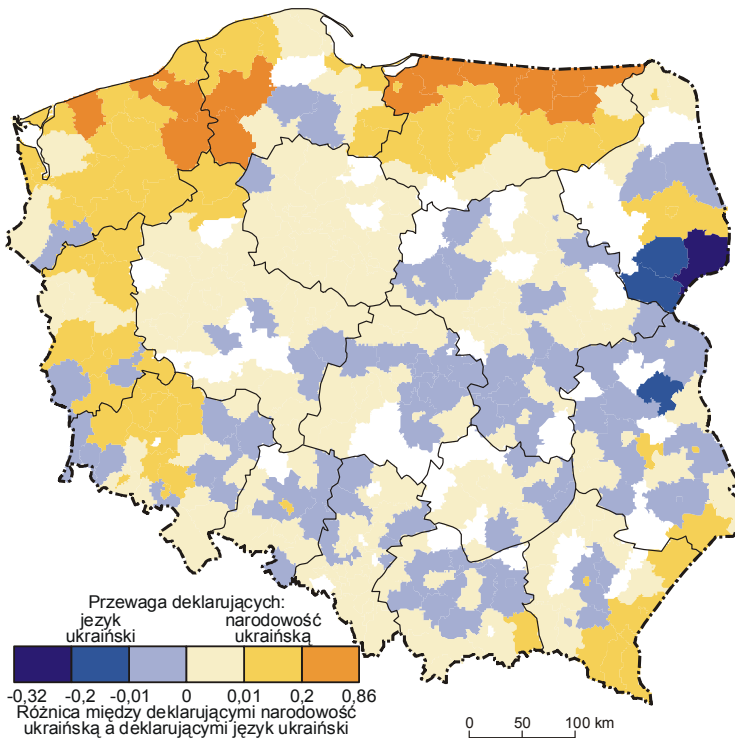 Przewaga deklarujących:
język narodowość
ukraiński ukraińską
-0,32 -0,2 -0,01 0 0,01 0,2 0,86
Różnica między deklarującymi narodowość
ukraińską a deklarującymi język ukraiński
0 50 100 km